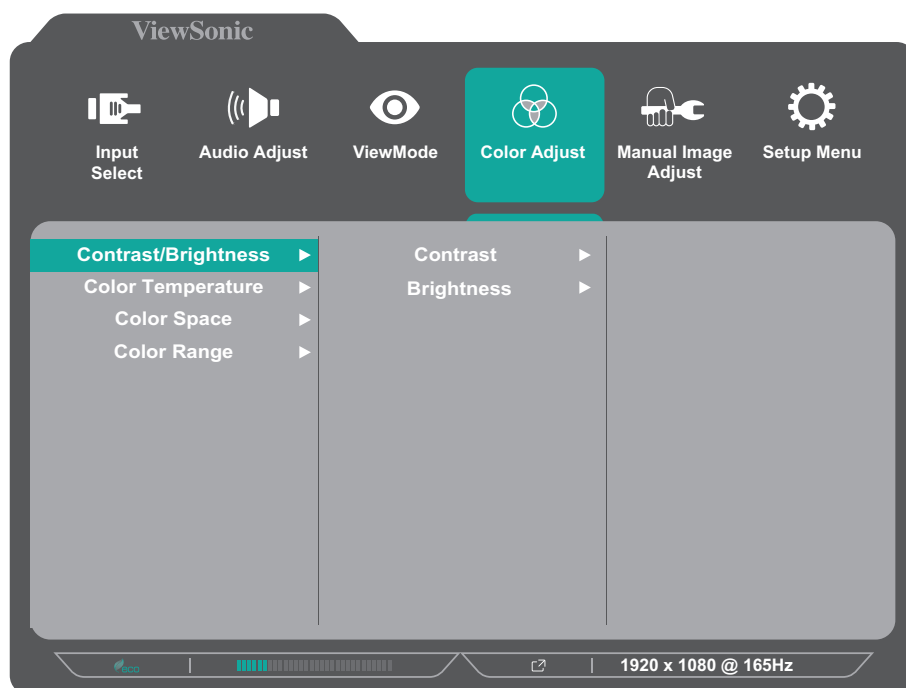 ViewSonic
Input
Select
Audio Adjust
ViewMode
Color Adjust
Manual Image
Adjust
Setup Menu
Contrast/Brightness
Color Temperature
Color Space
Color Range
Contrast
Brightness
eco
1920 x 1080 @ 165Hz